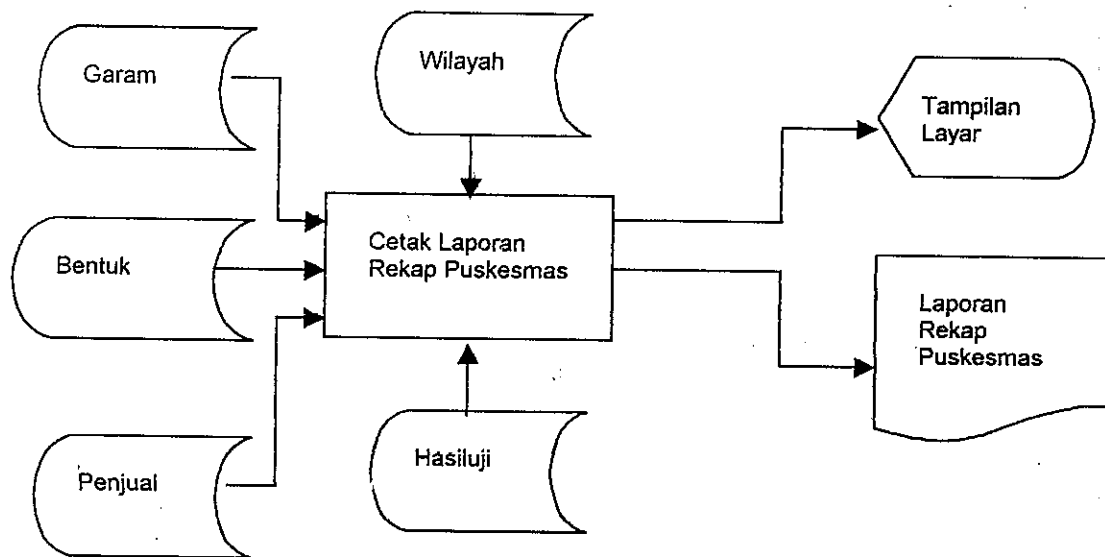 Garam
Wilayah
Tampilan
Layar
Bentuk
Cetak Laporan
Rekap Puskesmas
Laporan
Rekap
Puskesmas
Penjual
Hasiluji